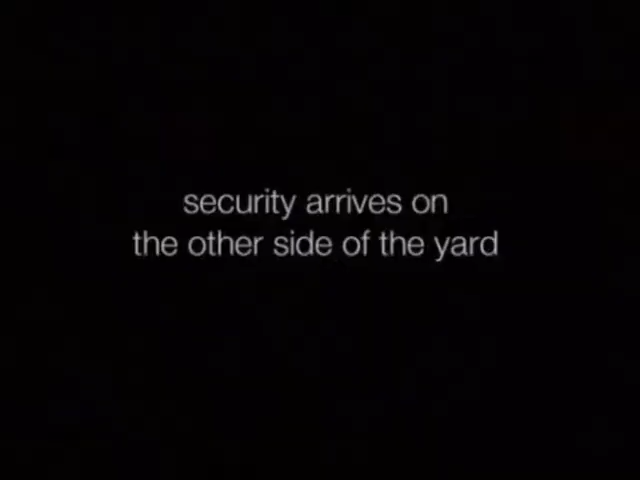 security arrives on
the other side of the yard